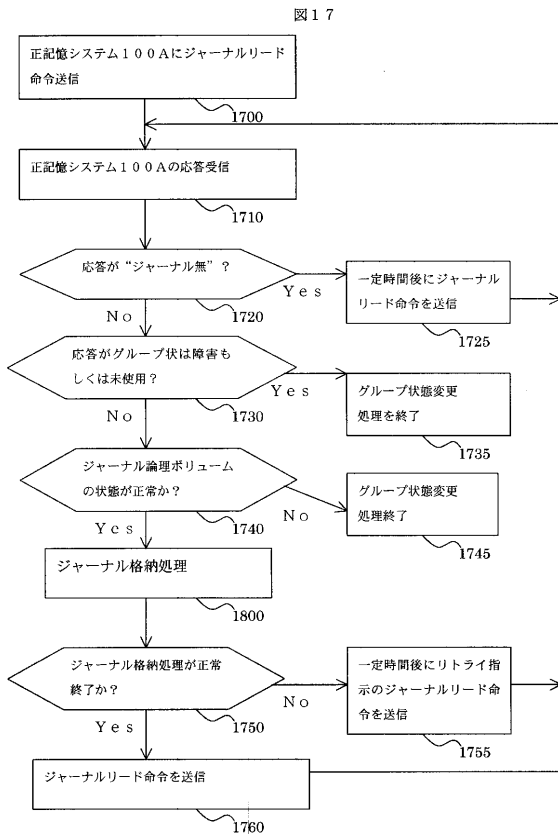 図１７
正記憶システム１００Ａにジャーナルリード
命令送信
1700
正記憶システム１００Ａの応答受信
1710
応答が“ジャーナル無”？
1720
Ｙｅｓ
Ｎｏ
一定時間後にジャーナル
リード命令を送信
1725
応答がグループ状は障害も
しくは未使用？
1730
Ｙｅｓ
Ｎｏ
グループ状態変更
処理を終了
1735
ジャーナル論理ボリューム
の状態が正常か？
1740
Ｎｏ
Ｙｅｓ
グループ状態変更
処理終了
1745
ジャーナル格納処理
1800
ジャーナル格納処理が正常
終了か？
1750
Ｎｏ
Ｙｅｓ
一定時間後にリトライ指
示のジャーナルリード命
令を送信
1755
ジャーナルリード命令を送信
1760